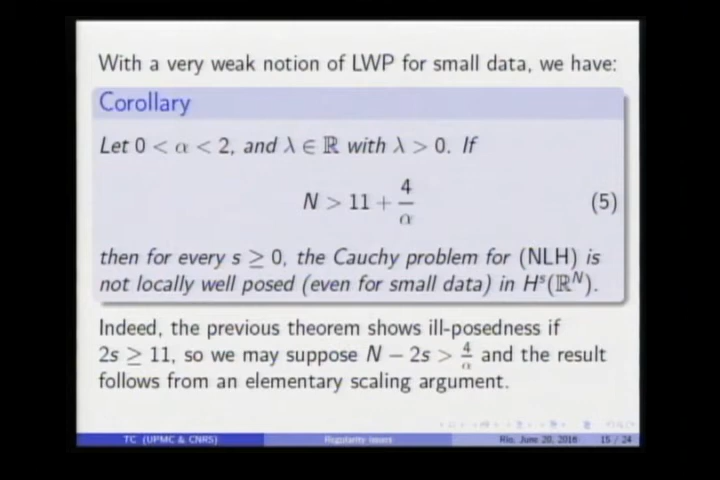 With a very weak notion of LWP for small data, we have:
Corollary
Let 0 < α < 2, and λ ∈ ℝ with λ > 0. If
N > 11 + 4/α (5)
then for every s ≥ 0, the Cauchy problem for (NLH) is
not locally well posed (even for small data) in Hˢ(ℝᴺ).
Indeed, the previous theorem shows ill-posedness if
2s ≥ 11, so we may suppose N − 2s > 4/α and the result
follows from an elementary scaling argument.
TC (UPMC & CNRS) Regularity issues Rio, June 20, 2016 15 / 24